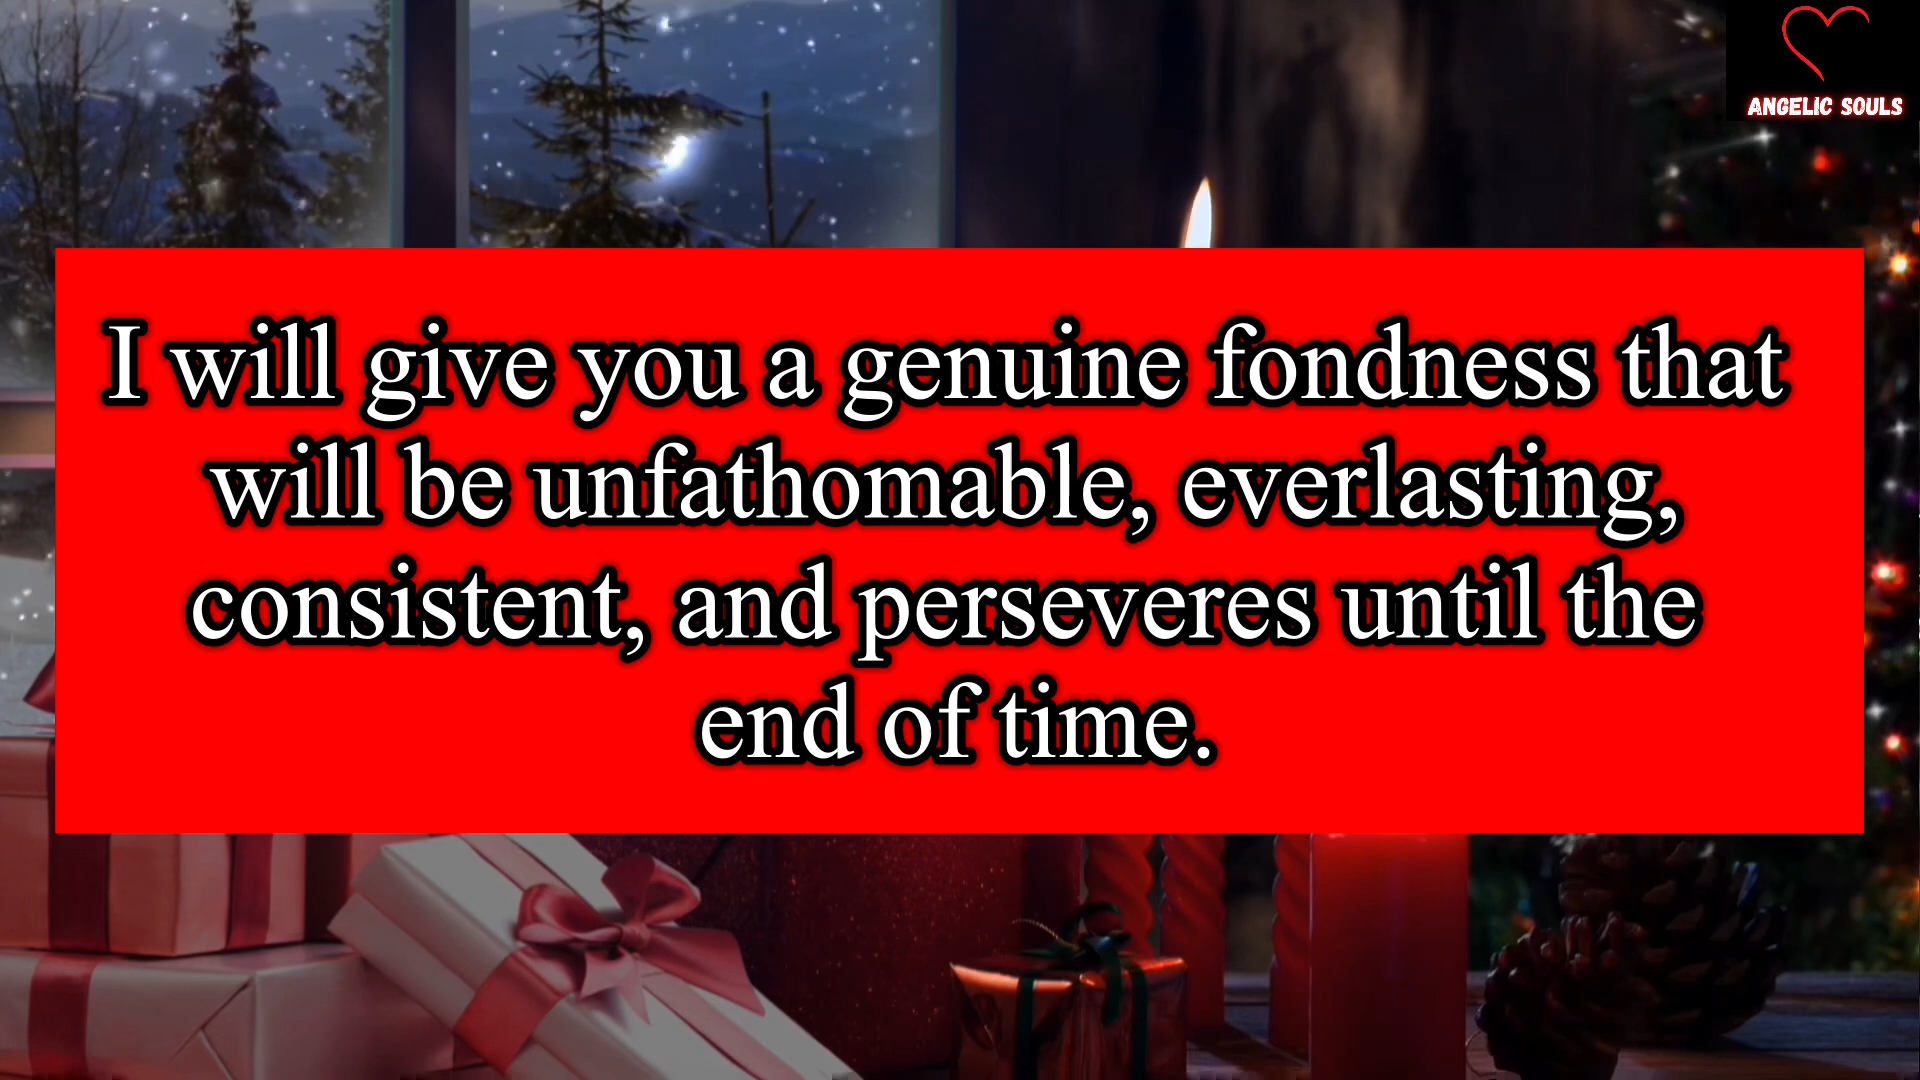 ANGELIC SOULS
I will give you a genuine fondness that
will be unfathomable, everlasting,
consistent, and perseveres until the
end of time.